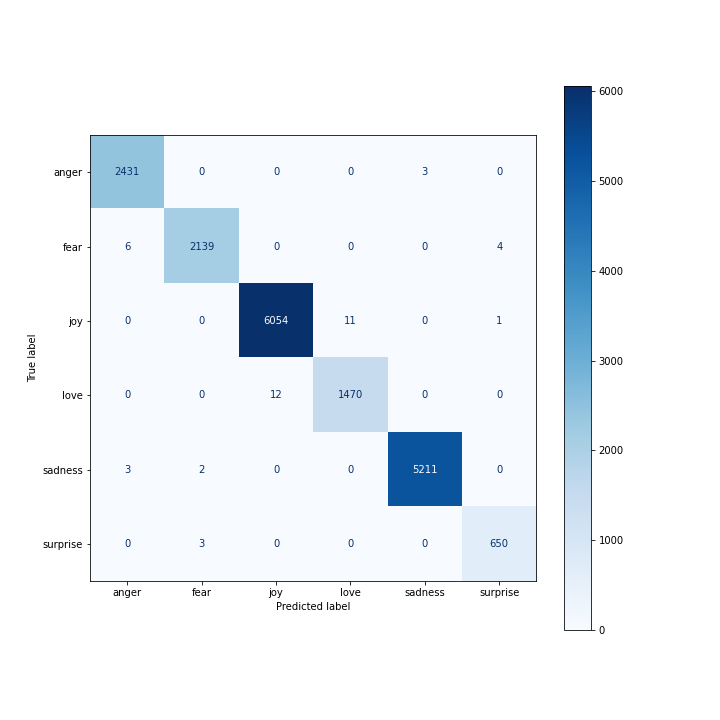 anger 2431 0 0 0 3 0
fear 6 2139 0 0 0 4
joy 0 0 6054 11 0 1
love 0 0 12 1470 0 0
sadness 3 2 0 0 5211 0
surprise 0 3 0 0 0 650
anger fear joy love sadness surprise
Predicted label
True label
6000
5000
4000
3000
2000
1000
0